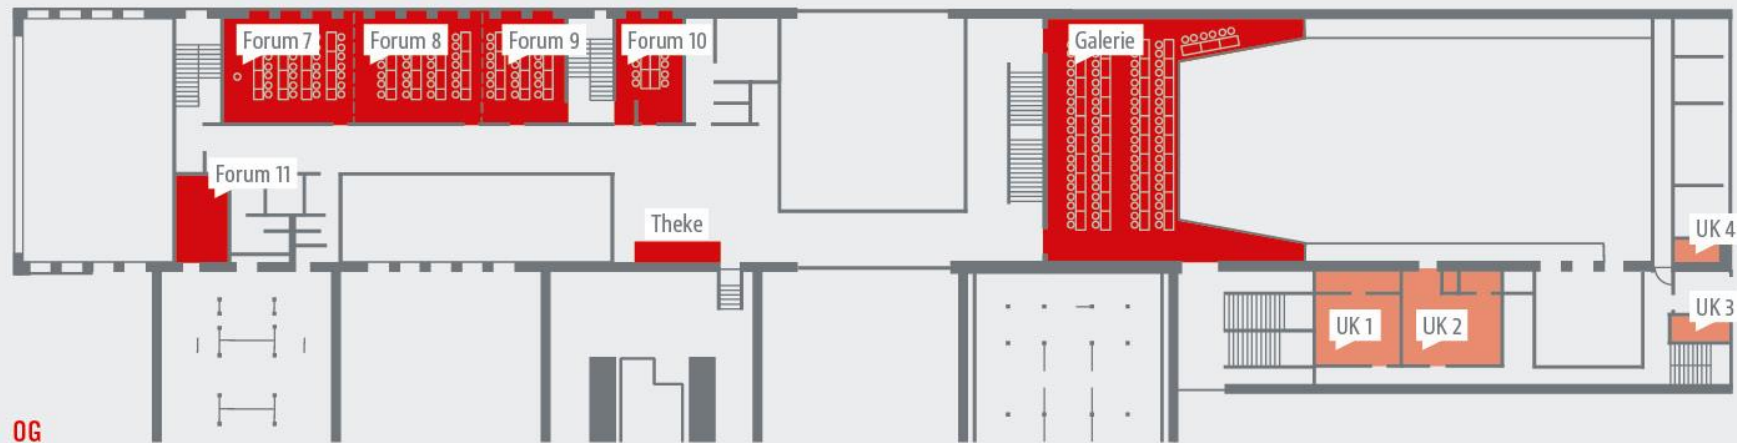 Forum 7
Forum 8
Forum 9
Forum 10
Galerie
Forum 11
Theke
UK 4
UK 3
UK 1
UK 2
OG